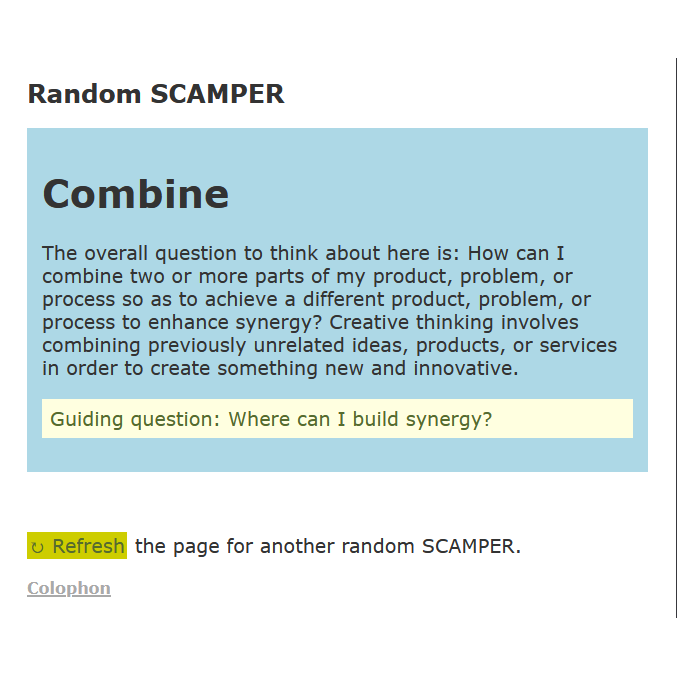 Random SCAMPER
Combine
The overall question to think about here is: How can I
combine two or more parts of my product, problem, or
process so as to achieve a different product, problem, or
process to enhance synergy? Creative thinking involves
combining previously unrelated ideas, products, or services
in order to create something new and innovative.
Guiding question: Where can I build synergy?
↻ Refresh the page for another random SCAMPER.
Colophon